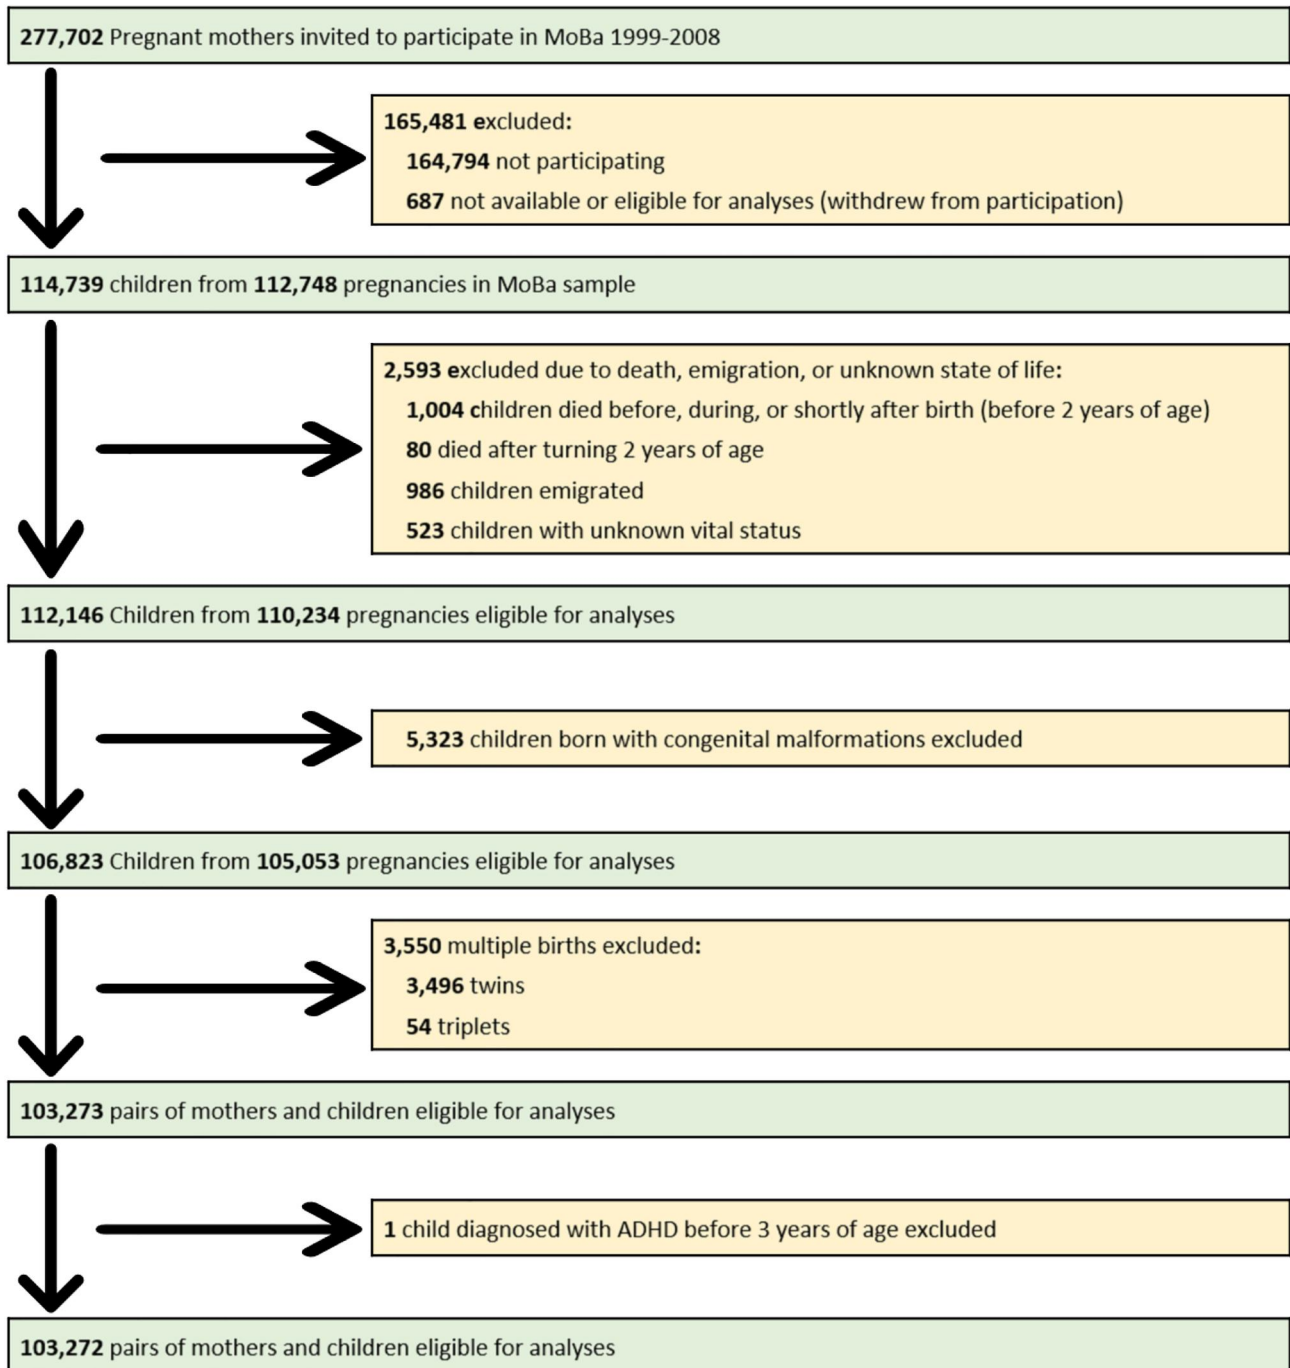 277,702 Pregnant mothers invited to participate in MoBa 1999-2008
165,481 excluded:
164,794 not participating
687 not available or eligible for analyses (withdrew from participation)
114,739 children from 112,748 pregnancies in MoBa sample
2,593 excluded due to death, emigration, or unknown state of life:
1,004 children died before, during, or shortly after birth (before 2 years of age)
80 died after turning 2 years of age
986 children emigrated
523 children with unknown vital status
112,146 Children from 110,234 pregnancies eligible for analyses
5,323 children born with congenital malformations excluded
106,823 Children from 105,053 pregnancies eligible for analyses
3,550 multiple births excluded:
3,496 twins
54 triplets
103,273 pairs of mothers and children eligible for analyses
1 child diagnosed with ADHD before 3 years of age excluded
103,272 pairs of mothers and children eligible for analyses